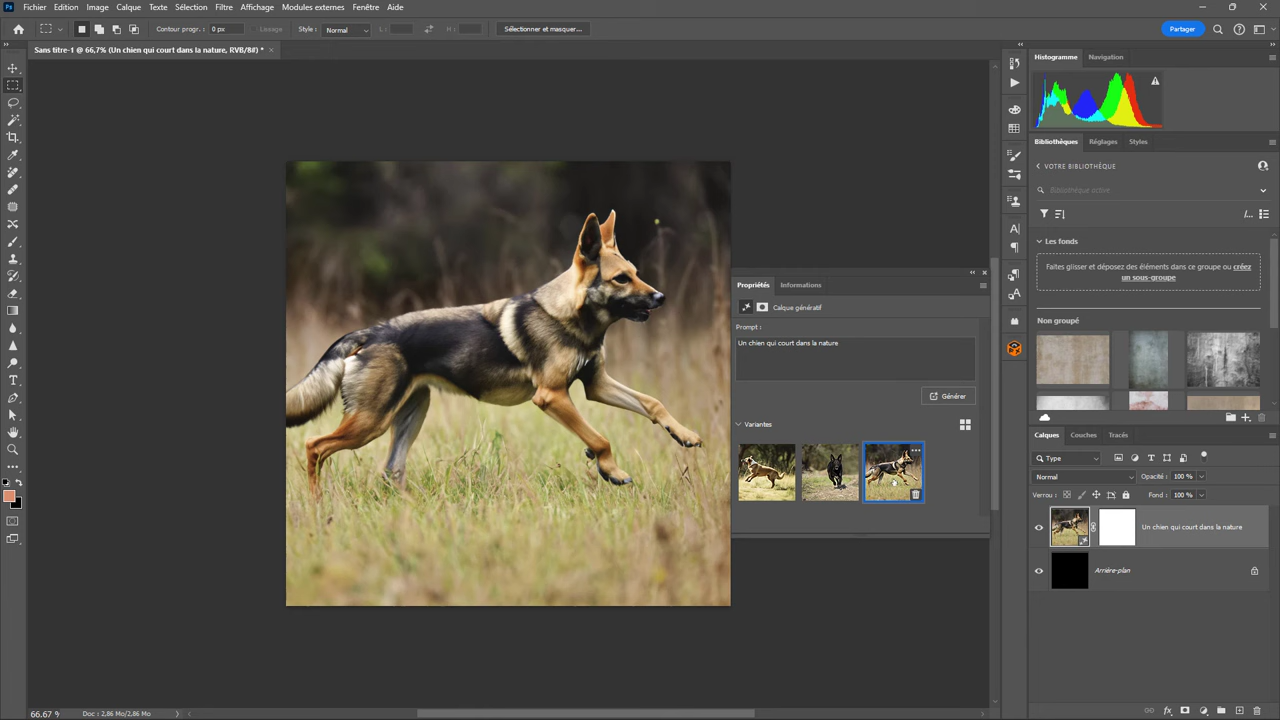 Ps Fichier Edition Image Calque Texte Sélection Filtre Affichage Modules externes Fenêtre Aide
Contour progr. : 0 px Lissage Style : Normal L : H : Sélectionner et masquer... Partager
Sans titre-1 @ 66,7% (Un chien qui court dans la nature, RVB/8#) * ×
Histogramme Navigation
Bibliothèques Réglages Styles
VOTRE BIBLIOTHÈQUE
Bibliothèque active
Les fonds
Faites glisser et déposez des éléments dans ce groupe ou créez
un sous-groupe
Non groupé
Propriétés Informations
Calque génératif
Prompt :
Un chien qui court dans la nature
Générer
Variantes
Calques Couches Tracés
Type
Normal Opacité : 100 %
Verrou : Fond : 100 %
Un chien qui court dans la nature
Arrière-plan
66,67 % Doc : 2,86 Mo/2,86 Mo